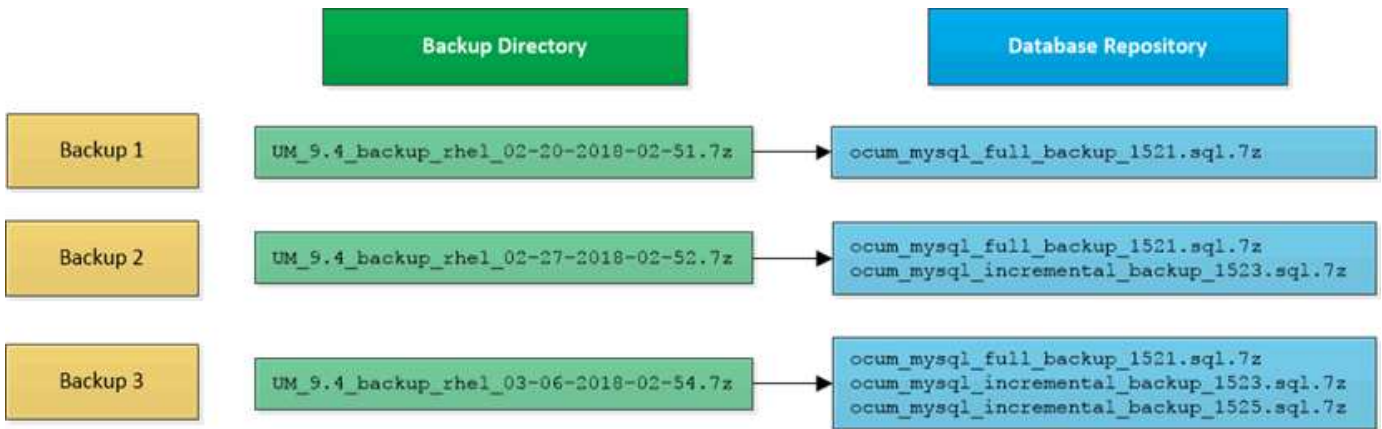 Backup Directory
Database Repository
Backup 1
UM_9.4_backup_rhel_02-20-2018-02-51.7z
ocum_mysql_full_backup_1521.sql.7z
Backup 2
UM_9.4_backup_rhel_02-27-2018-02-52.7z
ocum_mysql_full_backup_1521.sql.7z
ocum_mysql_incremental_backup_1523.sql.7z
Backup 3
UM_9.4_backup_rhel_03-06-2018-02-54.7z
ocum_mysql_full_backup_1521.sql.7z
ocum_mysql_incremental_backup_1523.sql.7z
ocum_mysql_incremental_backup_1525.sql.7z